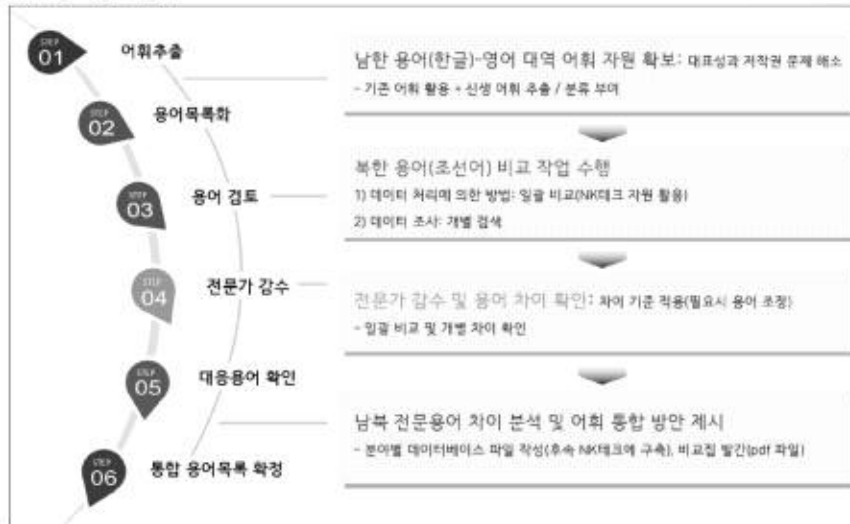 STEP
01
어휘추출
STEP
02
용어목록화
STEP
03
용어 검토
STEP
04
전문가 감수
STEP
05
대응용어 확인
STEP
06
통합 용어목록 확정
남한 용어(한글)-영어 대역 어휘 자원 확보: 대표성과 저작권 문제 해소
- 기존 어휘 활용 + 신생 어휘 추출 / 분류 부여
북한 용어(조선어) 비교 작업 수행
1) 데이터 처리에 의한 방법: 일괄 비교(NK테크 자원 활용)
2) 데이터 조사: 개별 검색
전문가 감수 및 용어 차이 확인: 차이 기준 적용(필요시 용어 조정)
- 일괄 비교 및 개별 차이 확인
남북 전문용어 차이 분석 및 어휘 통합 방안 제시
- 분야별 데이터베이스 파일 작성(후속 NK테크에 구축), 비교집 발간(pdf 파일)